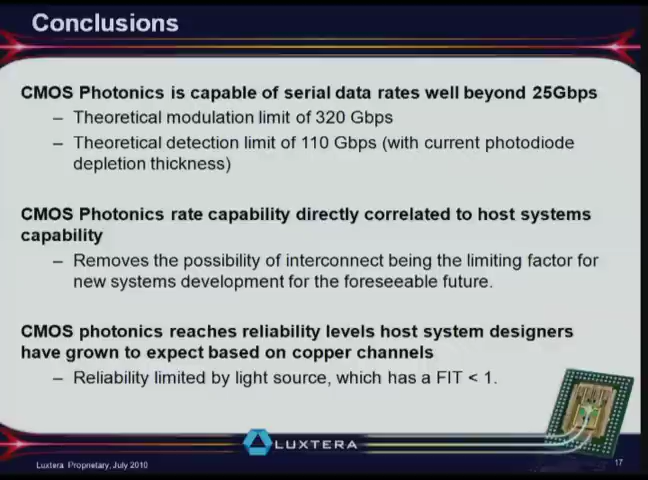 Conclusions
CMOS Photonics is capable of serial data rates well beyond 25Gbps
– Theoretical modulation limit of 320 Gbps
– Theoretical detection limit of 110 Gbps (with current photodiode
depletion thickness)
CMOS Photonics rate capability directly correlated to host systems
capability
– Removes the possibility of interconnect being the limiting factor for
new systems development for the foreseeable future.
CMOS photonics reaches reliability levels host system designers
have grown to expect based on copper channels
– Reliability limited by light source, which has a FIT < 1.
LUXTERA
Luxtera Proprietary, July 2010
17